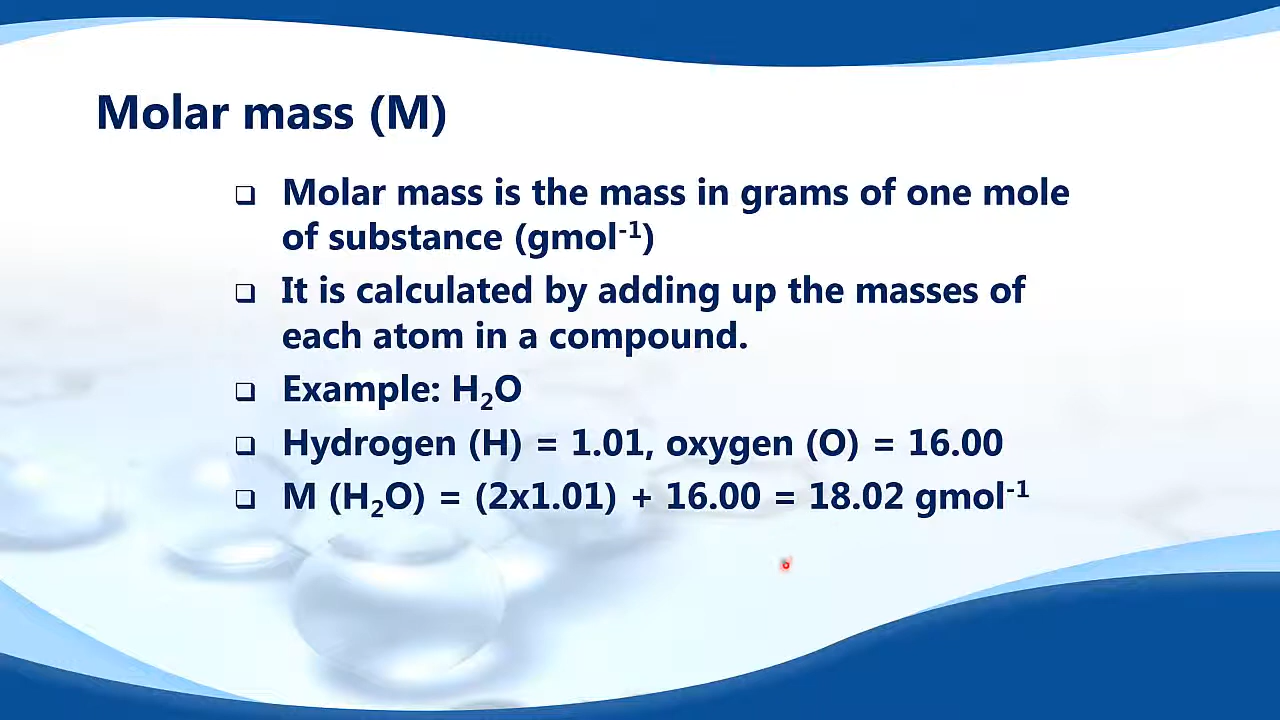 Molar mass (M)
❑ Molar mass is the mass in grams of one mole
of substance (gmol⁻¹)
❑ It is calculated by adding up the masses of
each atom in a compound.
❑ Example: H₂O
❑ Hydrogen (H) = 1.01, oxygen (O) = 16.00
❑ M (H₂O) = (2x1.01) + 16.00 = 18.02 gmol⁻¹